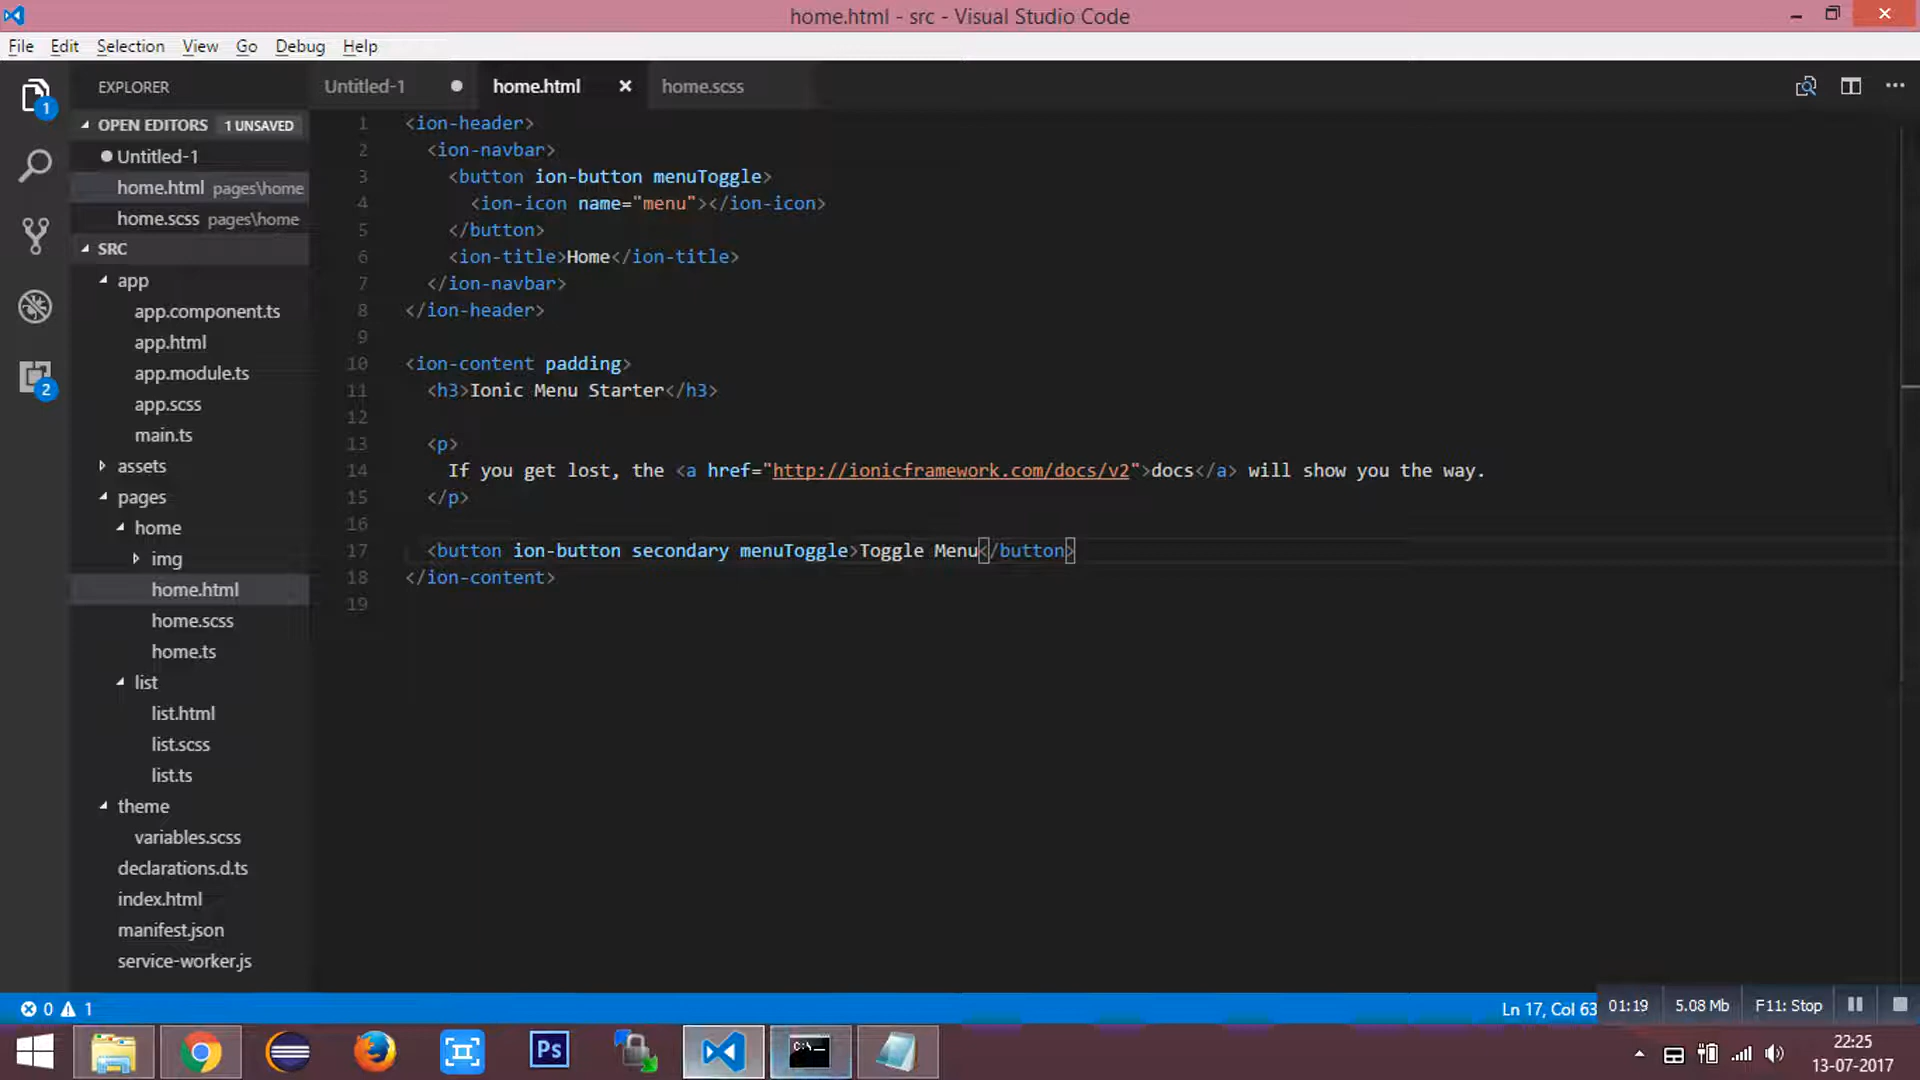 home.html - src - Visual Studio Code
File Edit Selection View Go Debug Help
EXPLORER
OPEN EDITORS 1 UNSAVED
Untitled-1
home.html pages\home
home.scss pages\home
SRC
app
app.component.ts
app.html
app.module.ts
app.scss
main.ts
assets
pages
home
img
home.html
home.scss
home.ts
list
list.html
list.scss
list.ts
theme
variables.scss
declarations.d.ts
index.html
manifest.json
service-worker.js
1
2
Untitled-1 home.html home.scss
1 <ion-header>
2 <ion-navbar>
3 <button ion-button menuToggle>
4 <ion-icon name="menu"></ion-icon>
5 </button>
6 <ion-title>Home</ion-title>
7 </ion-navbar>
8 </ion-header>
9
10 <ion-content padding>
11 <h3>Ionic Menu Starter</h3>
12
13 <p>
14 If you get lost, the <a href="http://ionicframework.com/docs/v2">docs</a> will show you the way.
15 </p>
16
17 <button ion-button secondary menuToggle>Toggle Menu</button>
18 </ion-content>
19
0 1 Ln 17, Col 63 01:19 5.08 Mb F11: Stop
Ps
C:\
22:25
13-07-2017